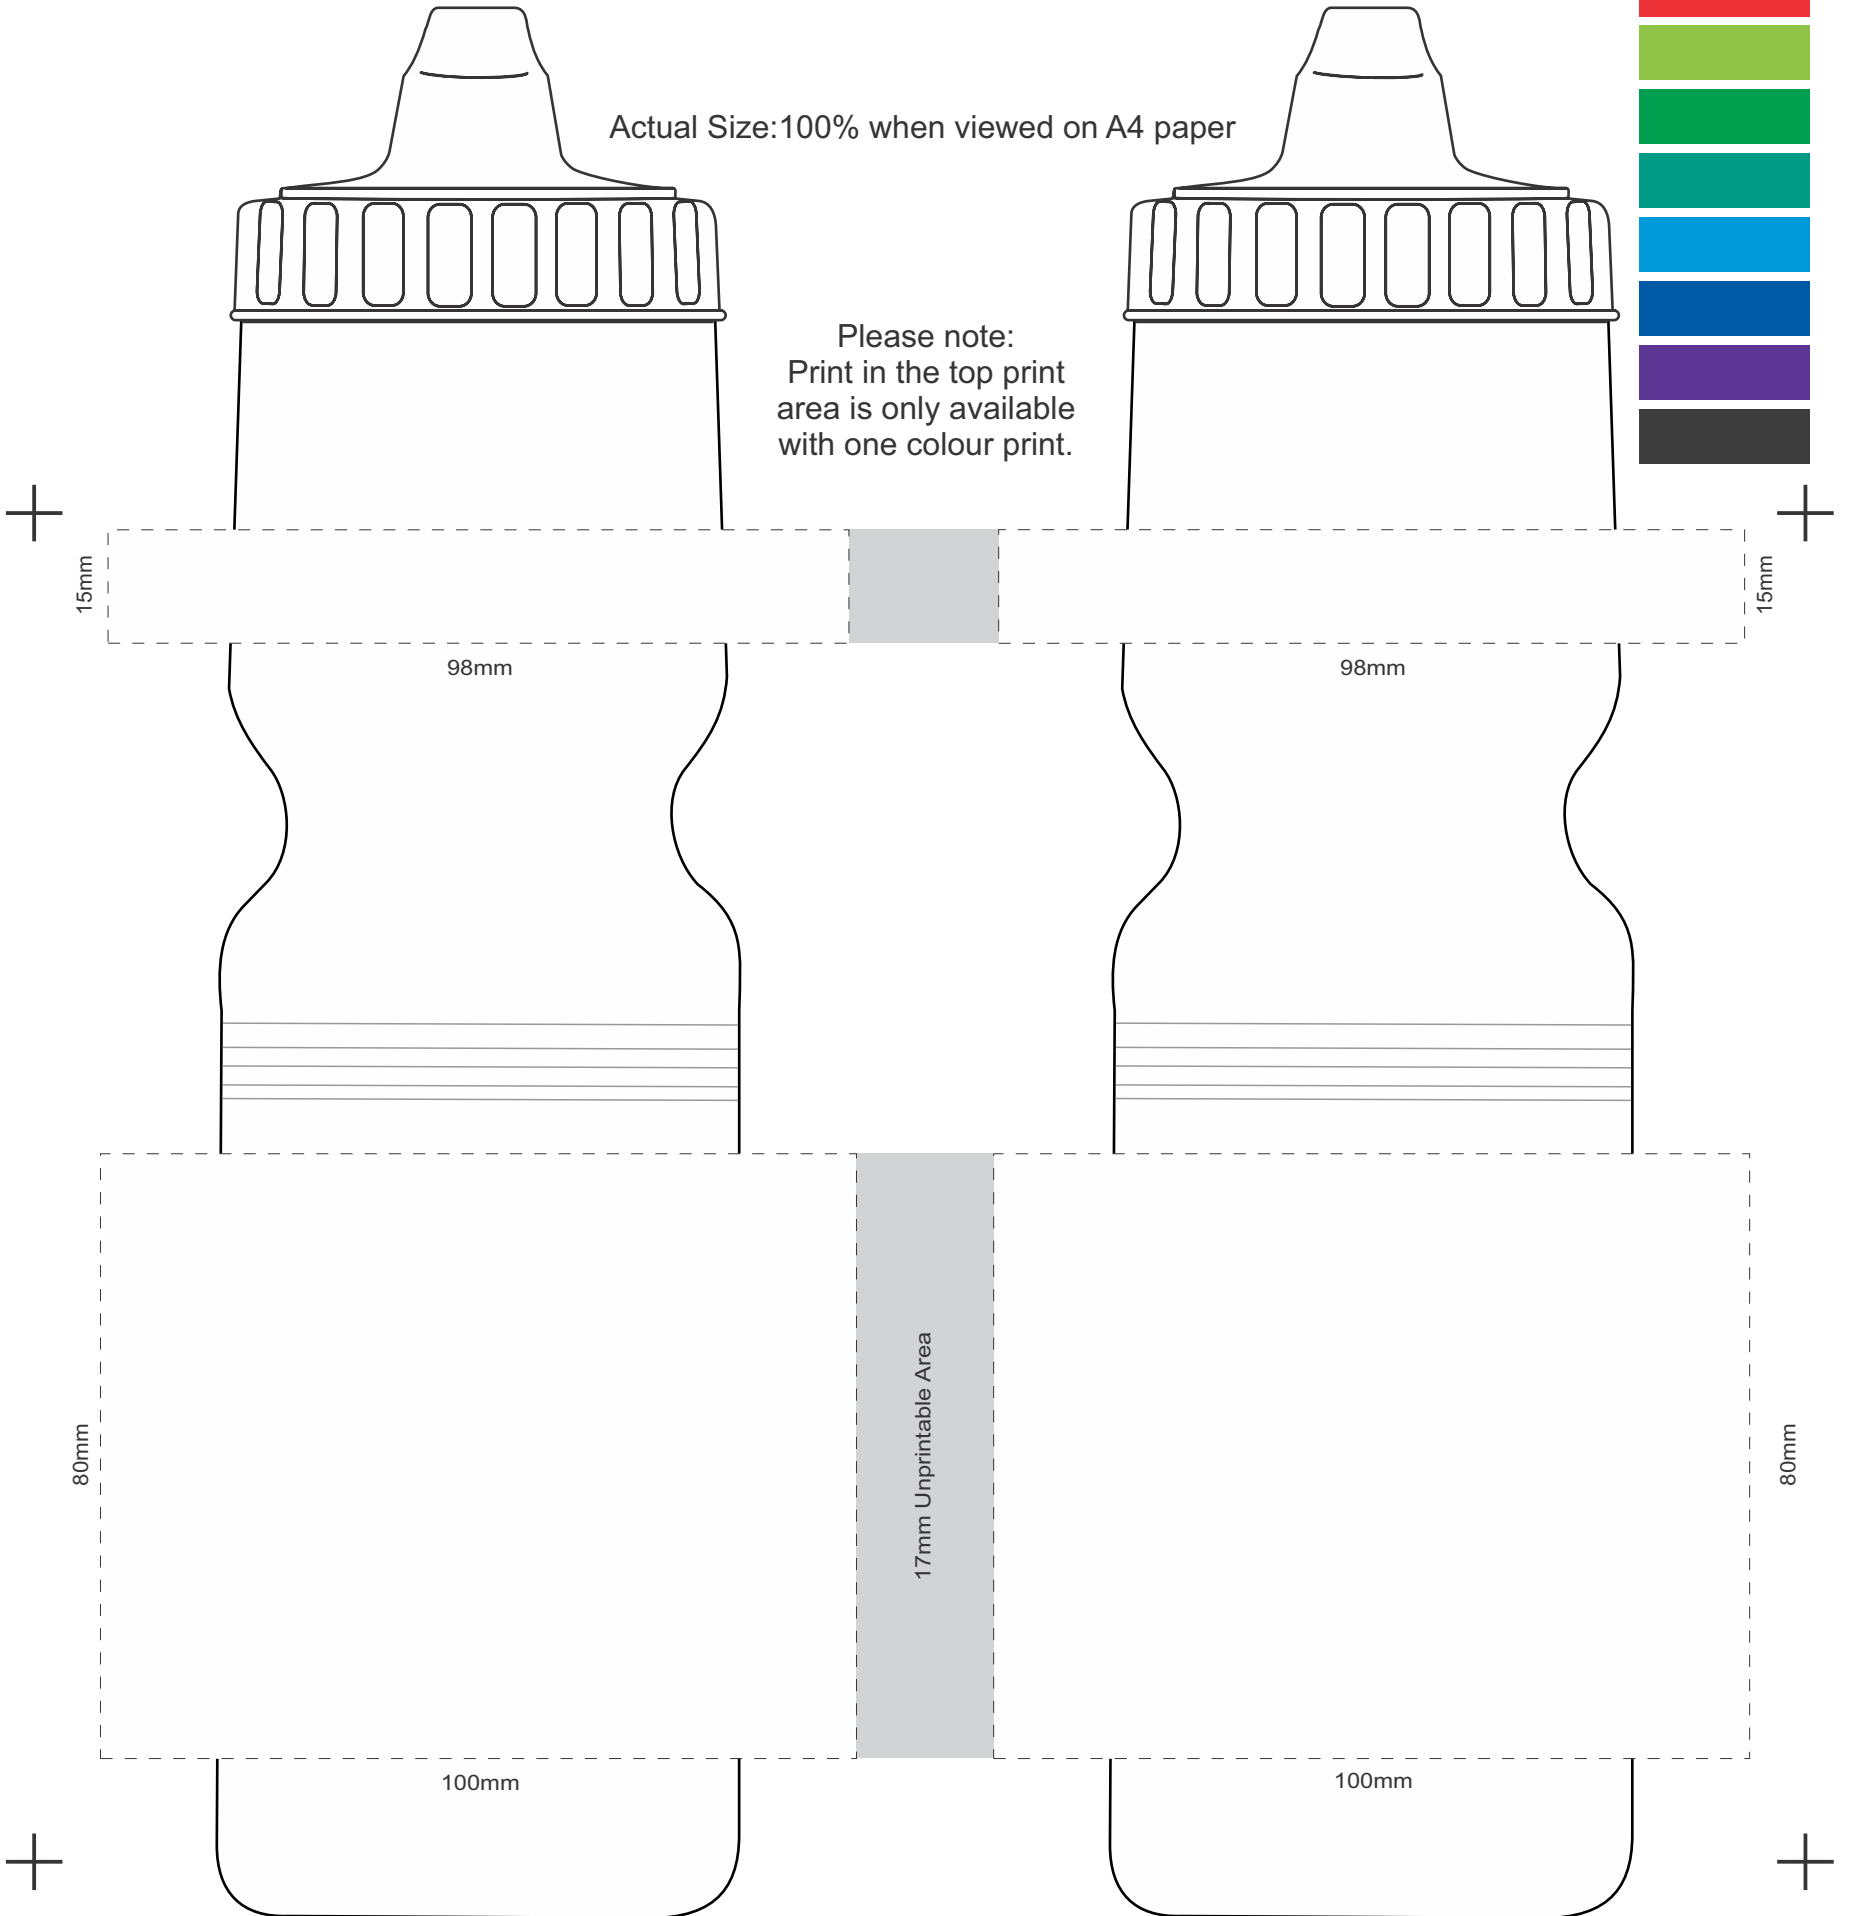 Actual Size:100% when viewed on A4 paper
Please note:
Print in the top print
area is only available
with one colour print.
15mm
15mm
98mm
98mm
80mm
17mm Unprintable Area
80mm
100mm
100mm